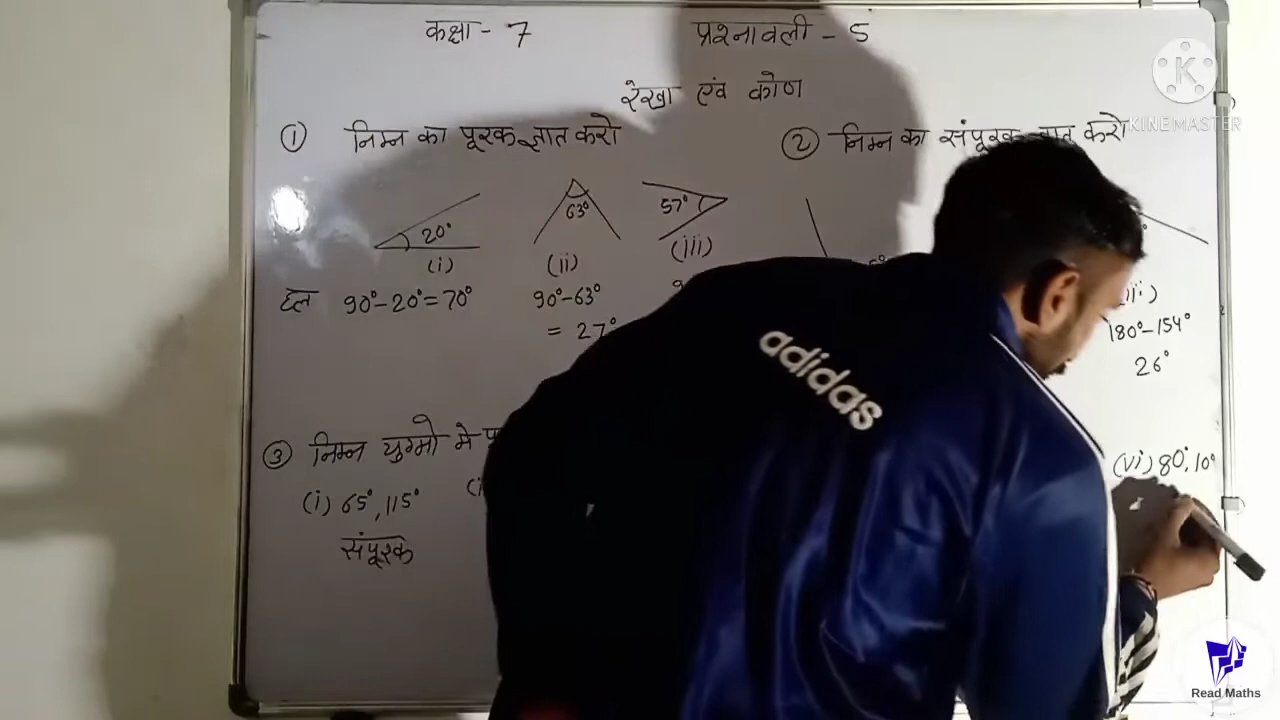 कक्षा - 7 प्रश्नावली - 5
रेखा एवं कोण
① निम्न का पूरक ज्ञात करो
② निम्न का संपूरक ज्ञात करो
20° 63° 57°
(i) (ii) (iii)
हल 90°-20°=70° 90°-63°
= 27°
180°-154°
26°
③ निम्न युग्मो मे
(i) 65°, 115°
संपूरक
(vi) 80°, 10°
adidas
KINEMASTER
Read Maths